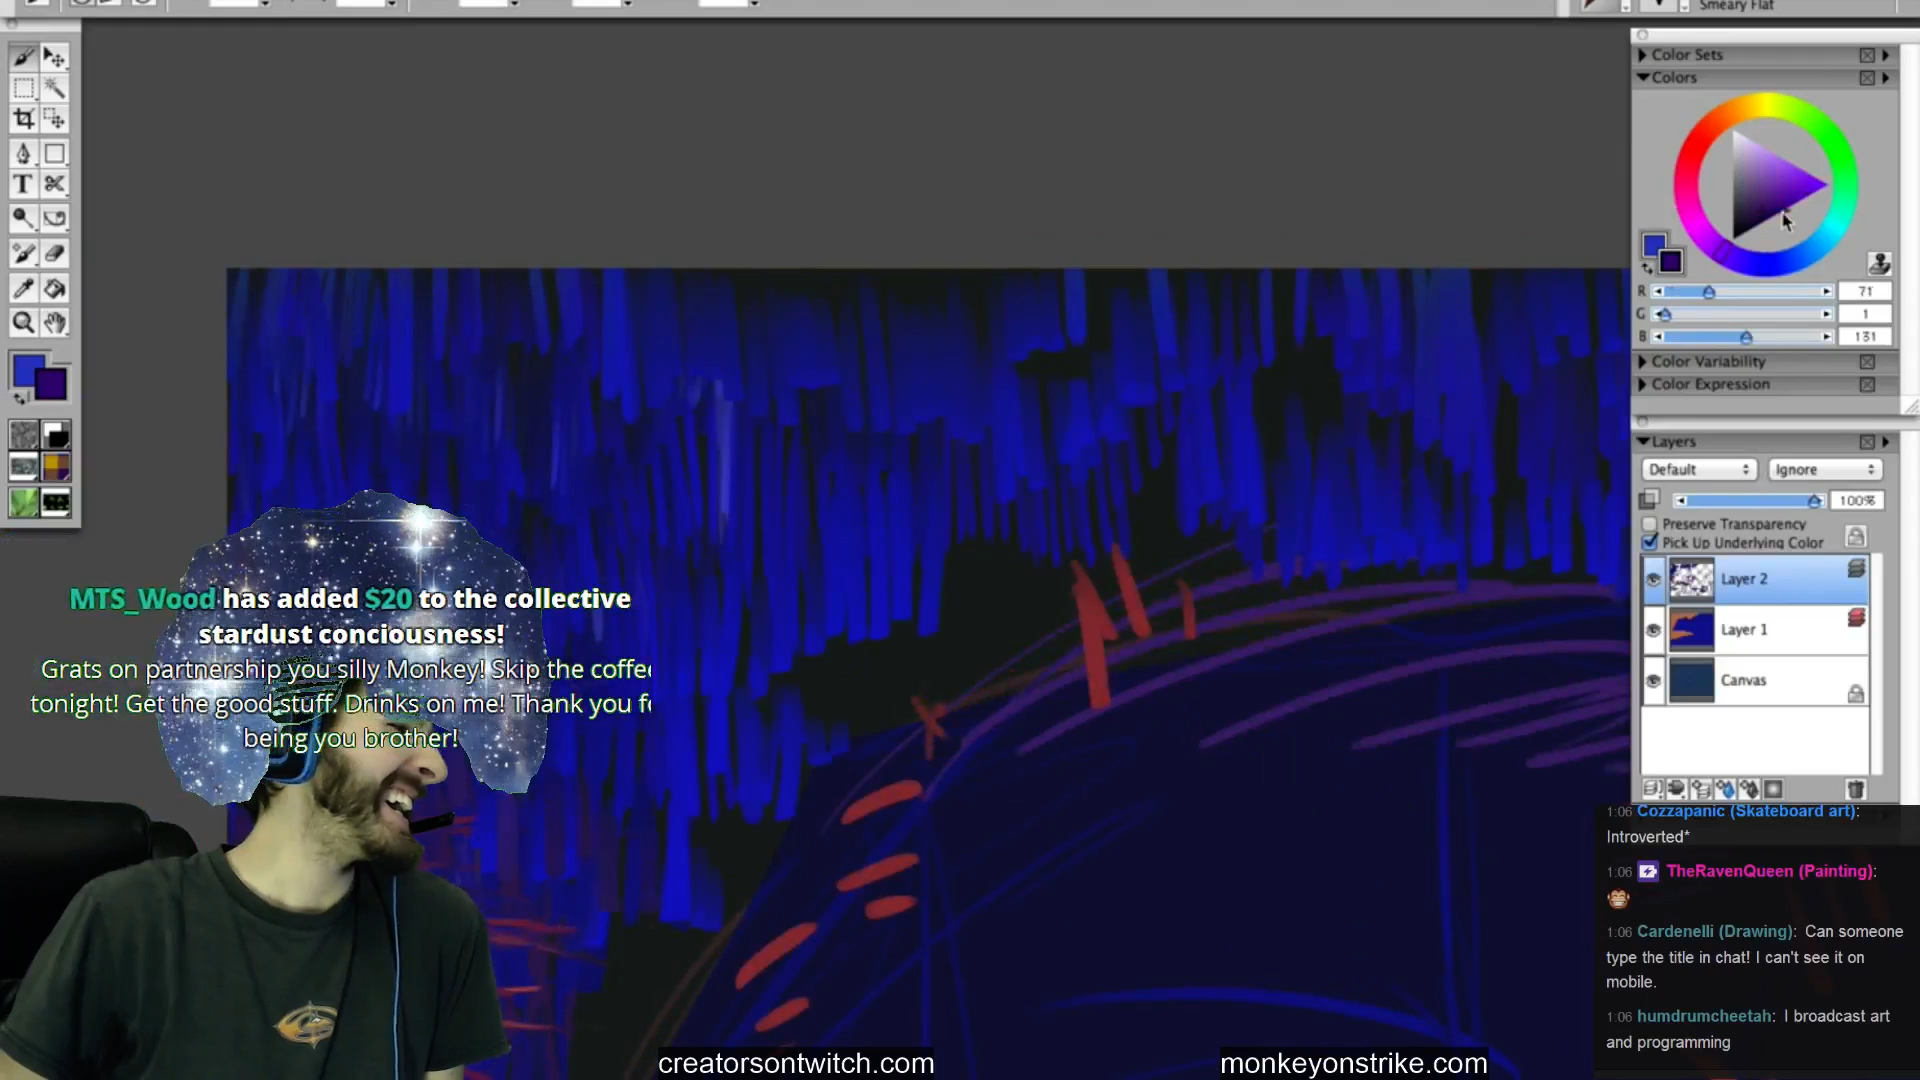 Smeary Flat
Color Sets
Colors
R 71
G 1
B 131
Color Variability
Color Expression
Layers
Default Ignore
100%
Preserve Transparency
Pick Up Underlying Color
Layer 2
Layer 1
Canvas
T
MTS_Wood has added $20 to the collective
stardust conciousness!
Grats on partnership you silly Monkey! Skip the coffee
tonight! Get the good stuff. Drinks on me! Thank you fo
being you brother!
1:06 Cozzapanic (Skateboard art):
Introverted*
1:06 TheRavenQueen (Painting):
1:06 Cardenelli (Drawing): Can someone
type the title in chat! I can't see it on
mobile.
1:06 humdrumcheetah: I broadcast art
and programming
creatorsontwitch.com
monkeyonstrike.com